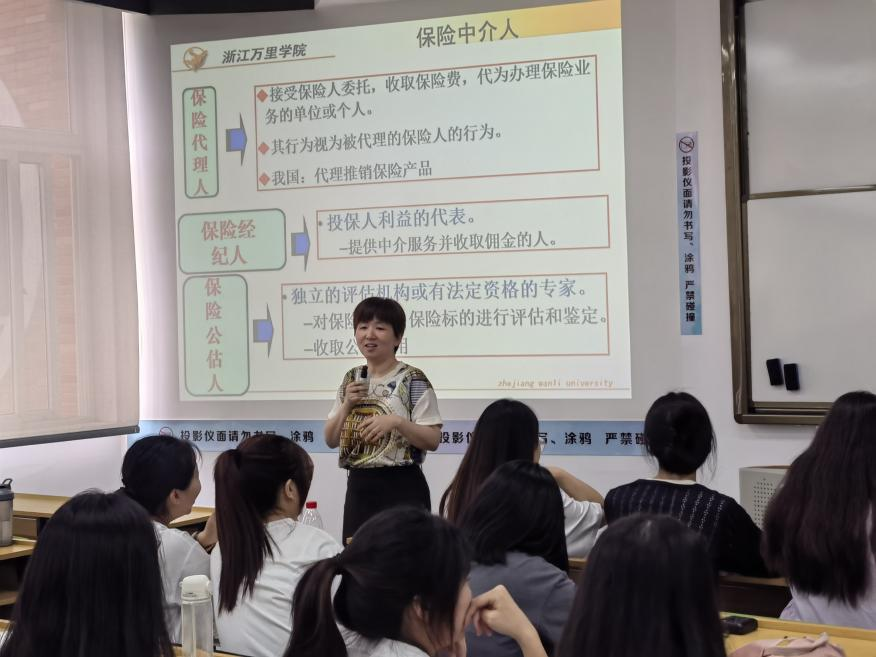 浙江万里学院
保险中介人
保险代理人
◆接受保险人委托，收取保险费，代为办理保险业
务的单位或个人。
◆其行为视为被代理的保险人的行为。
◆我国：代理推销保险产品
保险经
纪人
•投保人利益的代表。
–提供中介服务并收取佣金的人。
保险公估人
•独立的评估机构或有法定资格的专家。
–对保险 保险标的进行评估和鉴定。
–收取公 用
zhejiang wanli university
投影仪面请勿书写、涂鸦 严禁碰撞
投影仪面请勿书写、涂鸦
投影仪 写、涂鸦 严禁碰